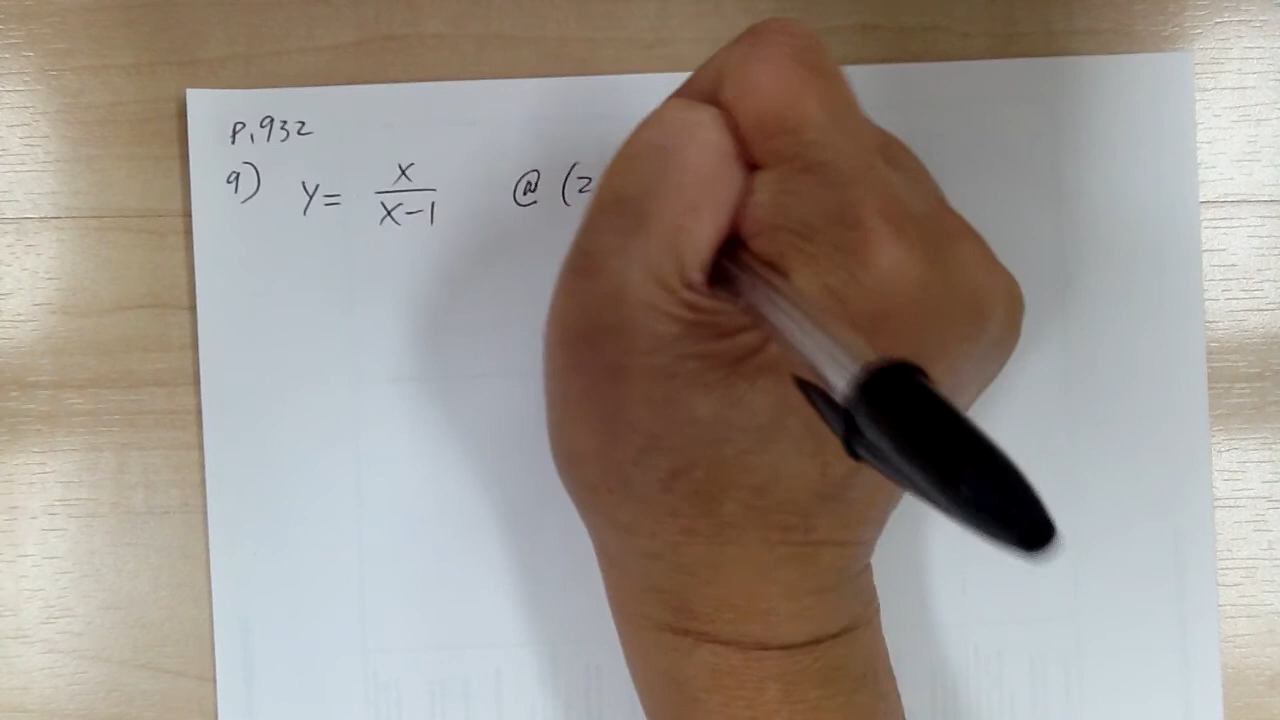 P.932
9) y = x/(x-1) @ (2